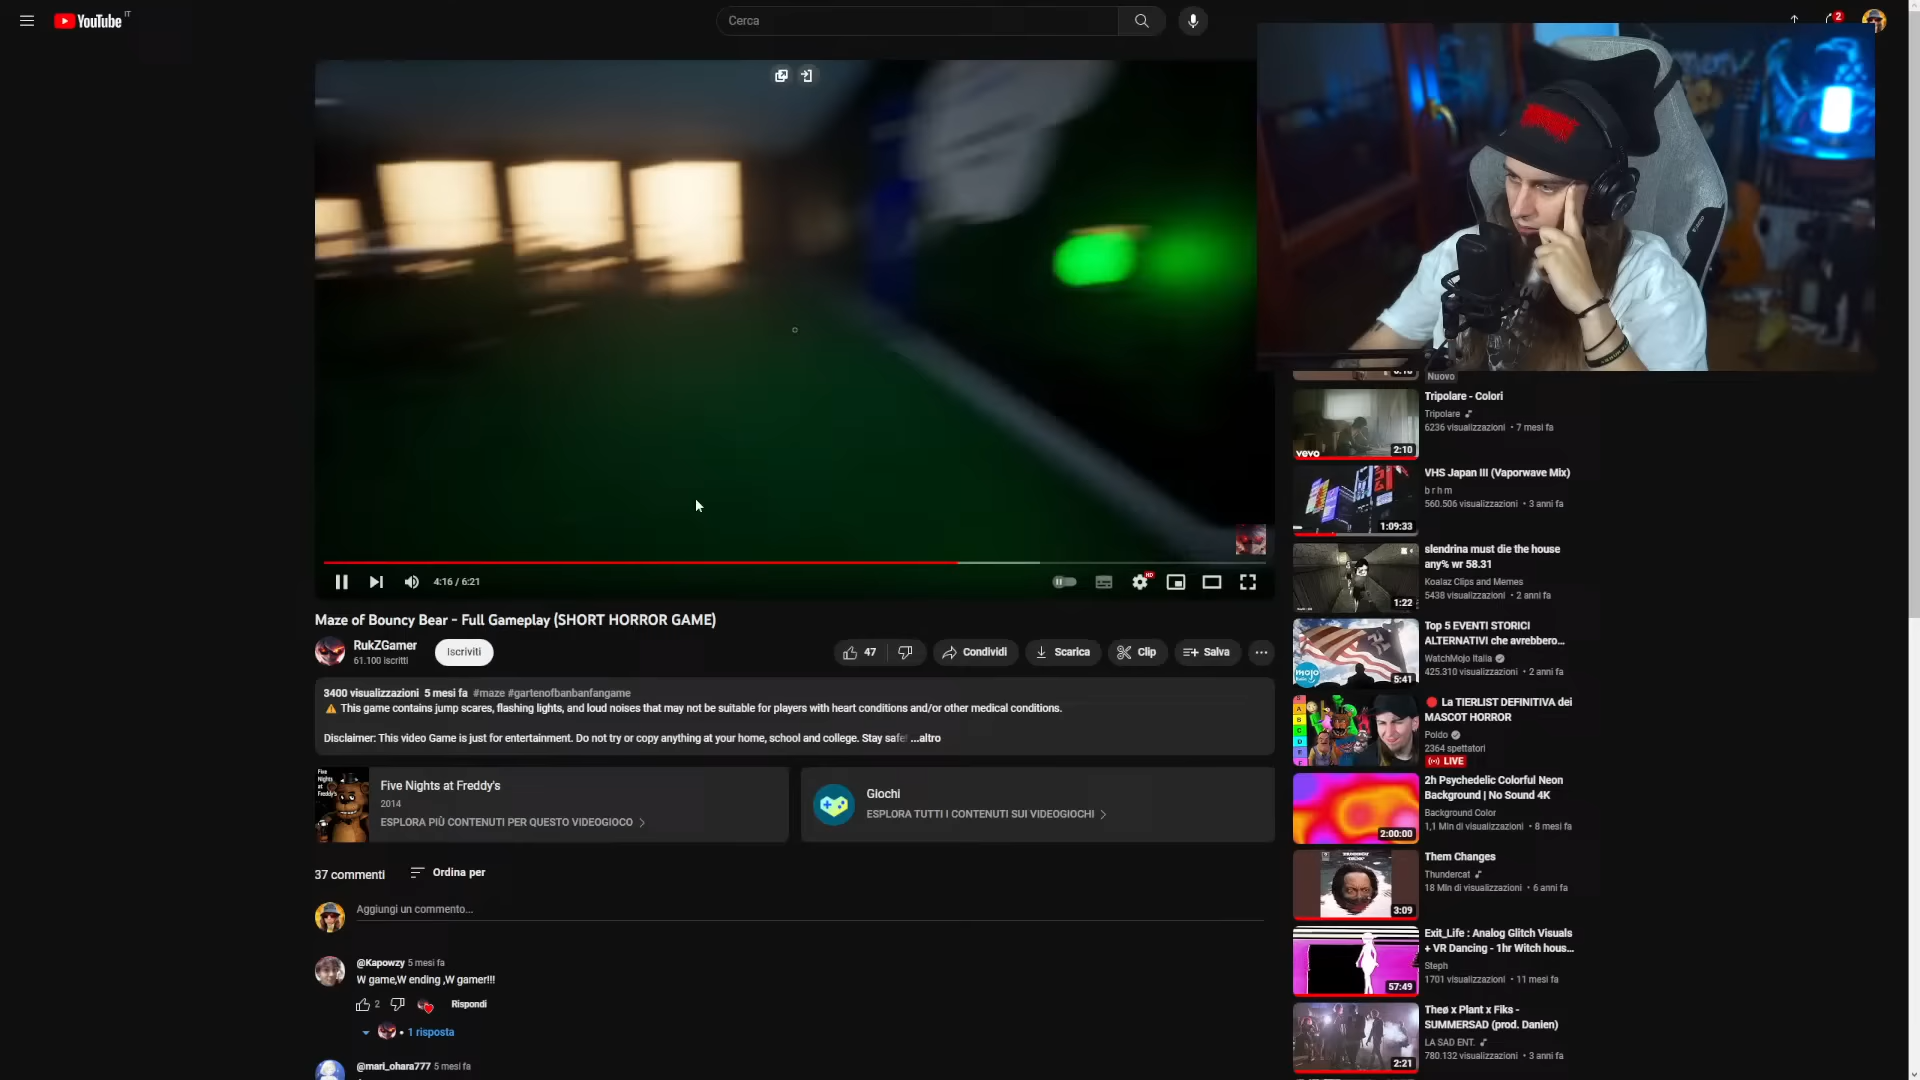 YouTube IT
Cerca
2
4:16 / 6:21
HD
Maze of Bouncy Bear - Full Gameplay (SHORT HORROR GAME)
RukZGamer
61.100 iscritti
Iscriviti
47
Condividi
Scarica
Clip
Salva
3400 visualizzazioni 5 mesi fa #maze #gartenofbanbanfangame
This game contains jump scares, flashing lights, and loud noises that may not be suitable for players with heart conditions and/or other medical conditions.
Disclaimer: This video Game is just for entertainment. Do not try or copy anything at your home, school and college. Stay safe ...altro
Five Nights at Freddy's
Five Nights at Freddy's
2014
ESPLORA PIÙ CONTENUTI PER QUESTO VIDEOGIOCO
Giochi
ESPLORA TUTTI I CONTENUTI SUI VIDEOGIOCHI
37 commenti
Ordina per
Aggiungi un commento...
@Kapowzy 5 mesi fa
W game,W ending ,W gamer!!!
2
Rispondi
1 risposta
@mari_ohara777 5 mesi fa
Nuovo
Tripolare - Colori
Tripolare
6236 visualizzazioni • 7 mesi fa
vevo
2:10
VHS Japan III (Vaporwave Mix)
b r h m
560.506 visualizzazioni • 3 anni fa
1:09:33
slendrina must die the house
any% wr 58.31
Koalaz Clips and Memes
5438 visualizzazioni • 2 anni fa
1:22
Top 5 EVENTI STORICI
ALTERNATIVI che avrebbero...
WatchMojo Italia
425.310 visualizzazioni • 2 anni fa
mojo
5:41
La TIERLIST DEFINITIVA dei
MASCOT HORROR
Poldo
2364 spettatori
LIVE
2h Psychedelic Colorful Neon
Background | No Sound 4K
Background Color
1,1 Mln di visualizzazioni • 8 mesi fa
2:00:00
Them Changes
Thundercat
18 Mln di visualizzazioni • 6 anni fa
3:09
Exit_Life : Analog Glitch Visuals
+ VR Dancing - 1hr Witch hous...
Steph
1701 visualizzazioni • 11 mesi fa
57:49
Theø x Plant x Fiks -
SUMMERSAD (prod. Danien)
LA SAD ENT.
780.132 visualizzazioni • 3 anni fa
2:21